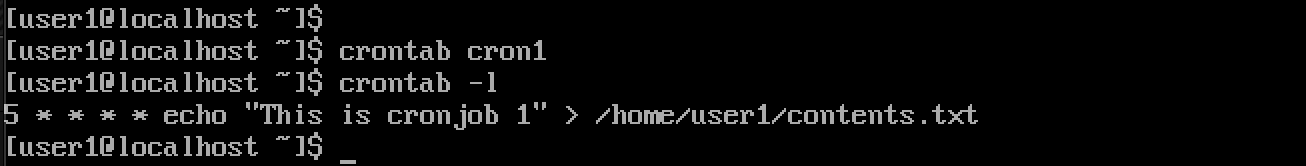 [user1@localhost ~]$
[user1@localhost ~]$ crontab cron1
[user1@localhost ~]$ crontab -l
5 * * * * echo "This is cronjob 1" > /home/user1/contents.txt
[user1@localhost ~]$ _